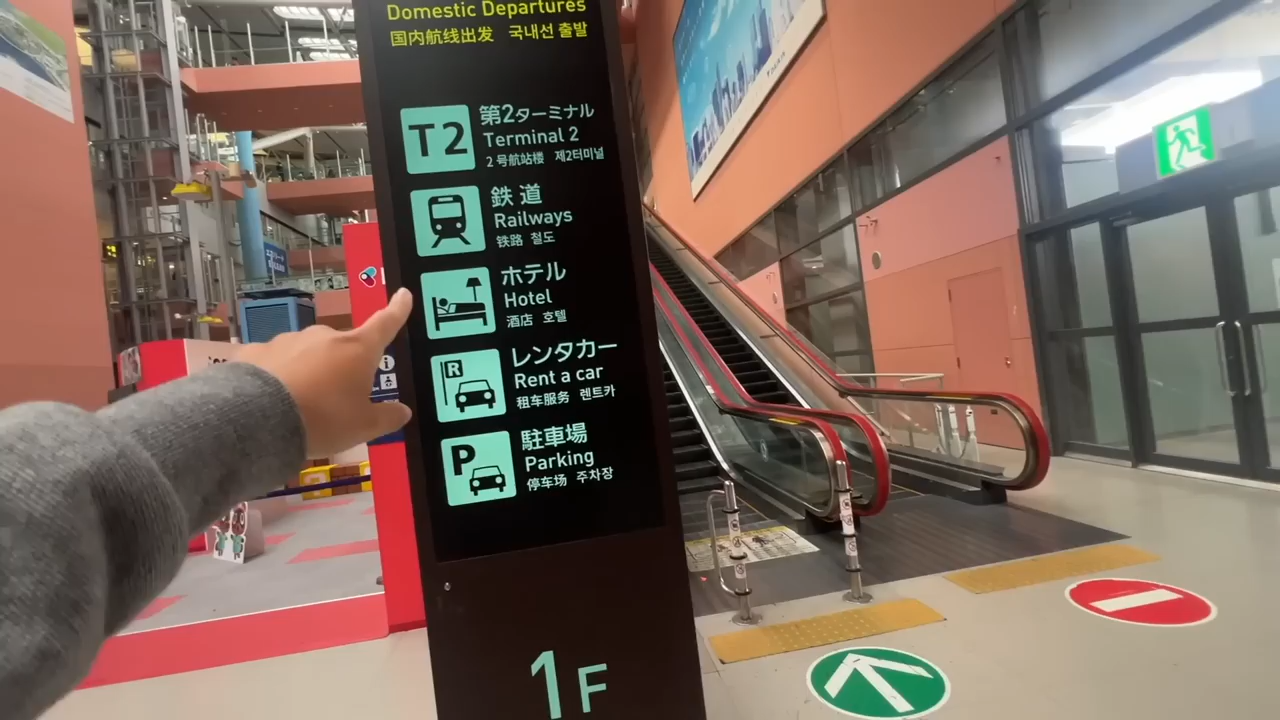 Domestic Departures
国内航线出发 국내선 출발
T2
第2ターミナル
Terminal 2
2号航站楼 제2터미널
鉄道
Railways
铁路 철도
ホテル
Hotel
酒店 호텔
R
レンタカー
Rent a car
租车服务 렌트카
P
駐車場
Parking
停车场 주차장
1F